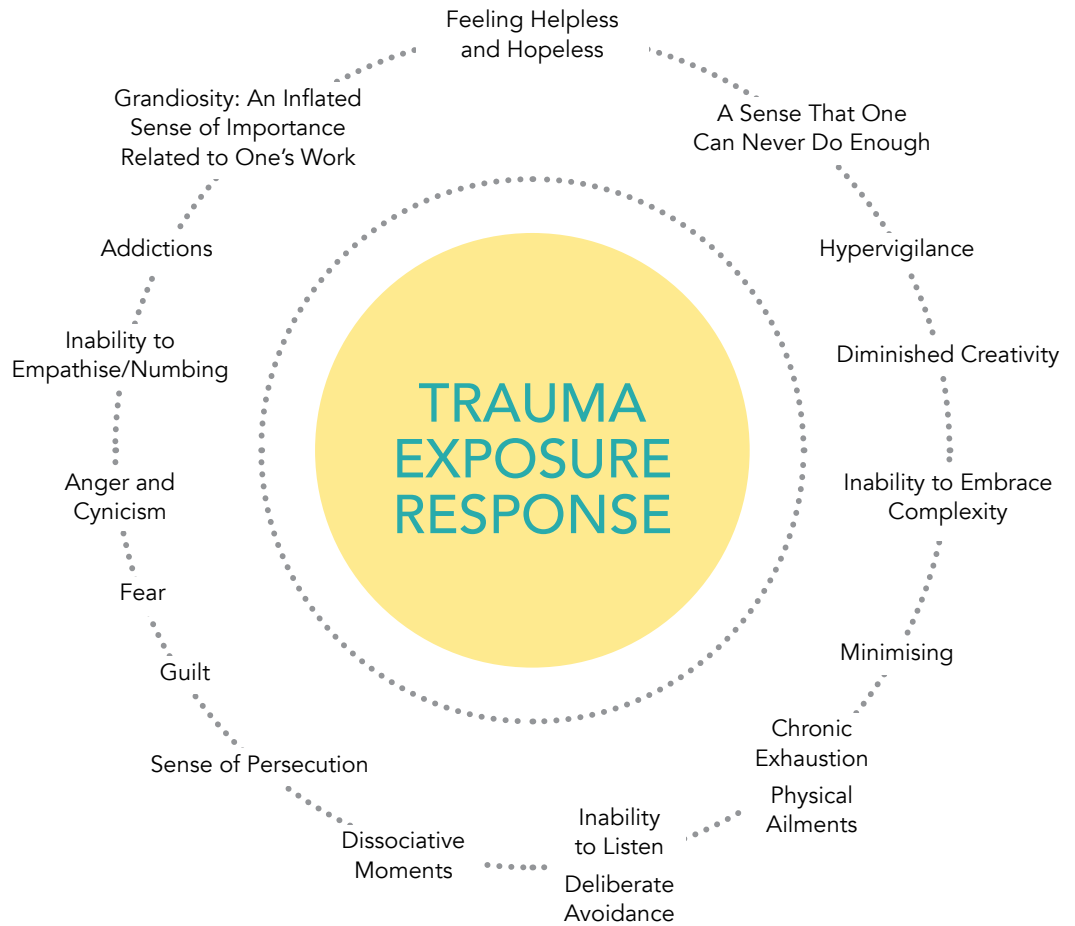 Feeling Helpless
and Hopeless
A Sense That One
Can Never Do Enough
Hypervigilance
Diminished Creativity
Inability to Embrace
Complexity
Minimising
Chronic
Exhaustion
Physical
Ailments
Inability
to Listen
Deliberate
Avoidance
Dissociative
Moments
Sense of Persecution
Guilt
Fear
Anger and
Cynicism
Inability to
Empathise/Numbing
Addictions
Grandiosity: An Inflated
Sense of Importance
Related to One’s Work
TRAUMA
EXPOSURE
RESPONSE